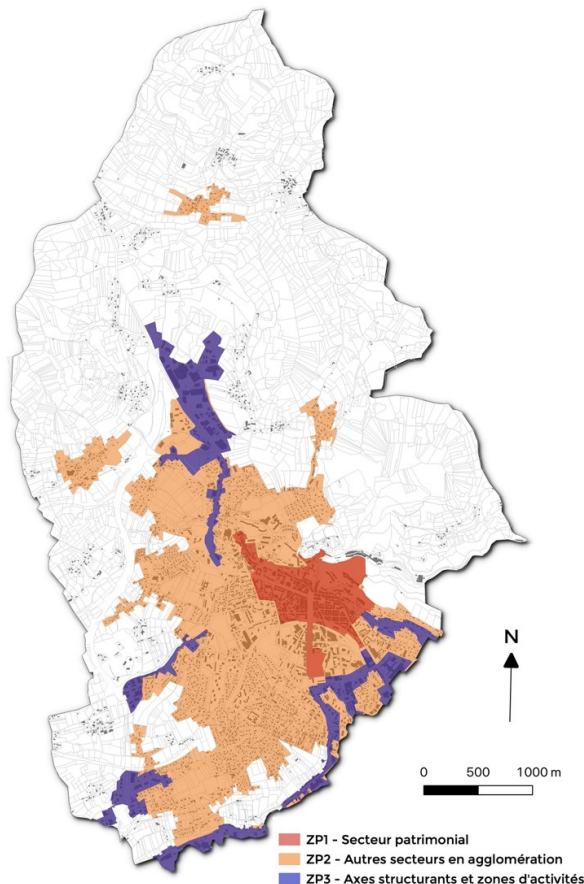 N
0 500 1000 m
ZP1 - Secteur patrimonial
ZP2 - Autres secteurs en agglomération
ZP3 - Axes structurants et zones d'activités